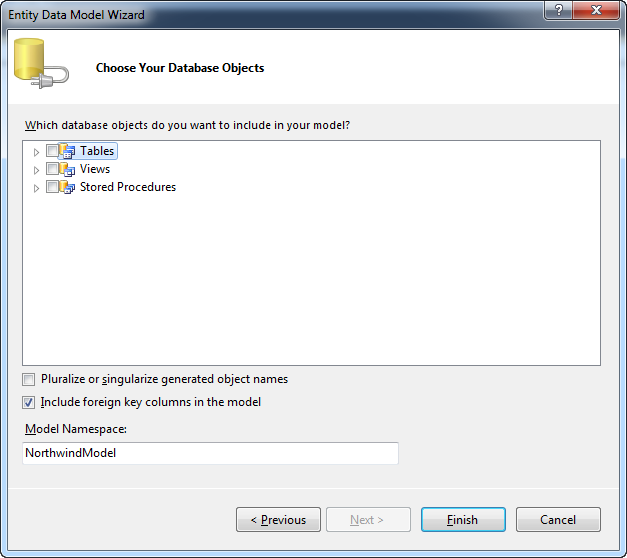 Entity Data Model Wizard
?
Choose Your Database Objects
Which database objects do you want to include in your model?
Tables
Views
Stored Procedures
Pluralize or singularize generated object names
Include foreign key columns in the model
Model Namespace:
NorthwindModel
< Previous
Next >
Finish
Cancel